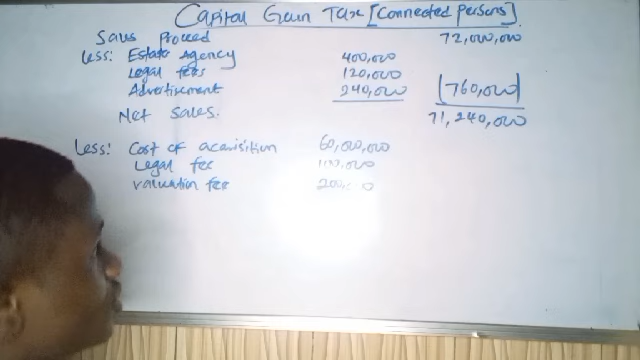 Capital Gain Tax [Connected Persons]
Sales Proceed 72,000,000
Less: Estate Agency 400,000
Legal fees 120,000
Advertisement 240,000 (760,000)
Net Sales. 71,240,000
Less: Cost of acquisition 60,000,000
Legal fee 100,000
Valuation fee 200,000